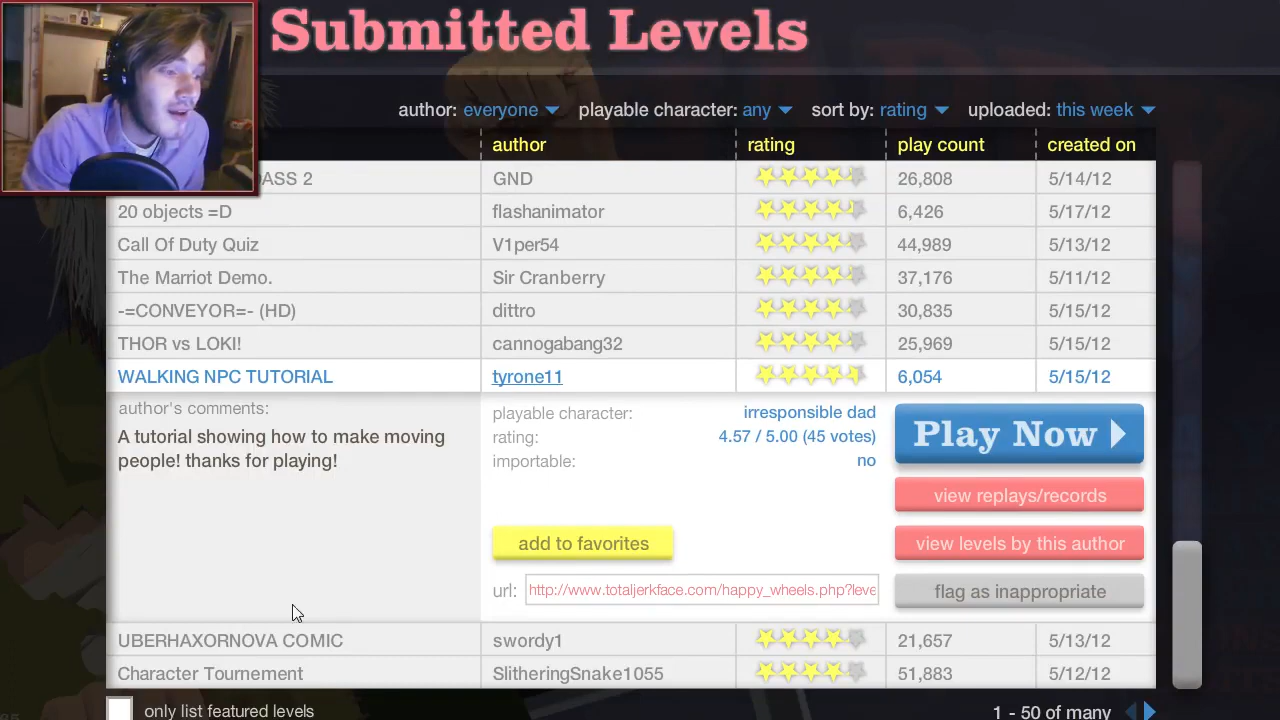 Submitted Levels
author: everyone playable character: any sort by: rating uploaded: this week
author rating play count created on
ASS 2 GND 26,808 5/14/12
20 objects =D flashanimator 6,426 5/17/12
Call Of Duty Quiz V1per54 44,989 5/13/12
The Marriot Demo. Sir Cranberry 37,176 5/11/12
-=CONVEYOR=- (HD) dittro 30,835 5/15/12
THOR vs LOKI! cannogabang32 25,969 5/15/12
WALKING NPC TUTORIAL tyrone11 6,054 5/15/12
author's comments:
A tutorial showing how to make moving
people! thanks for playing!
playable character: irresponsible dad
rating: 4.57 / 5.00 (45 votes)
importable: no
add to favorites
url: http://www.totaljerkface.com/happy_wheels.php?leve
Play Now
view replays/records
view levels by this author
flag as inappropriate
UBERHAXORNOVA COMIC swordy1 21,657 5/13/12
Character Tournement SlitheringSnake1055 51,883 5/12/12
only list featured levels 1 - 50 of many